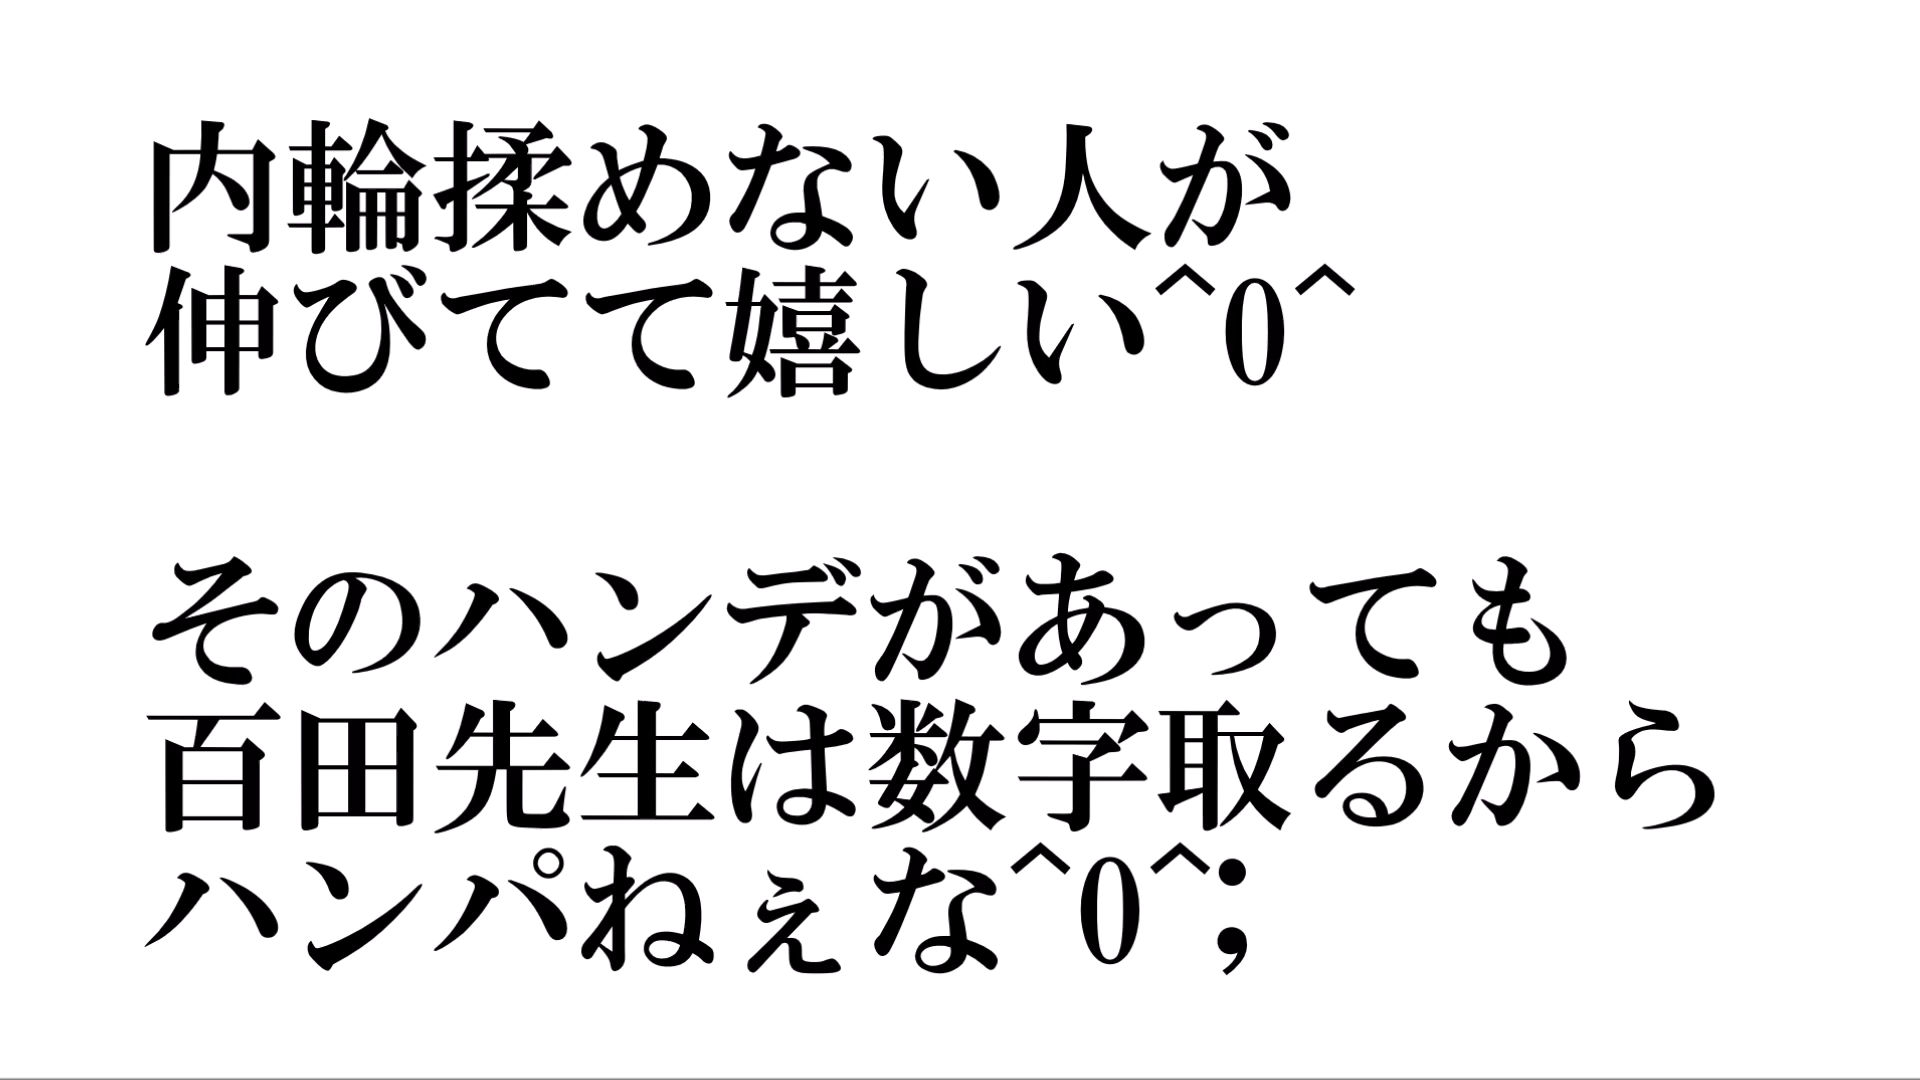 内輪揉めない人が
伸びてて嬉しい^0^
そのハンデがあっても
百田先生は数字取るから
ハンパねぇな^0^;